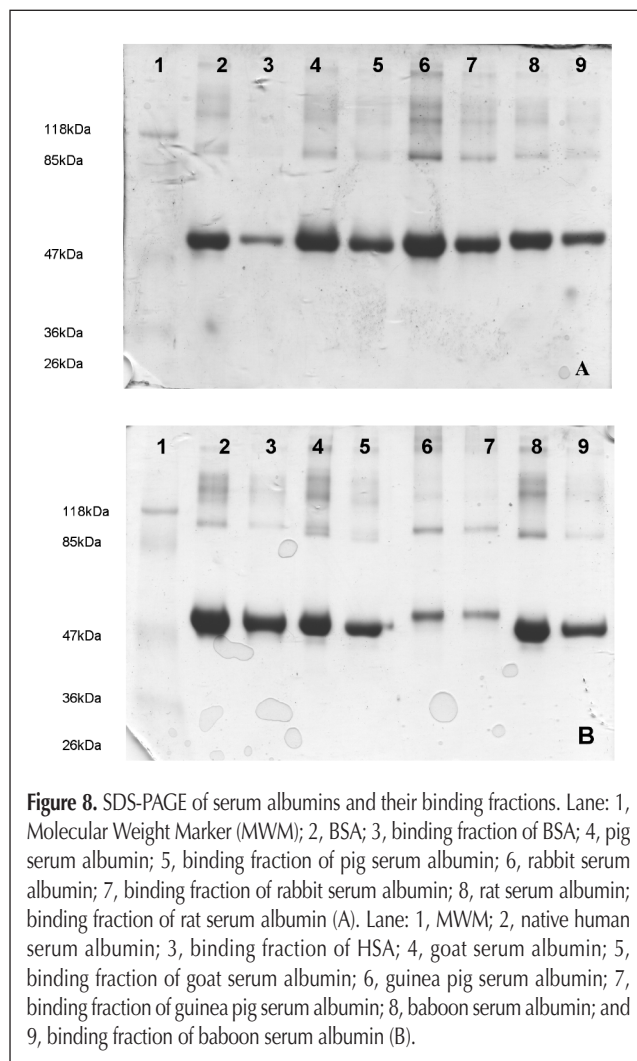 1 2 3 4 5 6 7 8 9
118kDa
85kDa
47kDa
36kDa
26kDa
A
1 2 3 4 5 6 7 8 9
118kDa
85kDa
47kDa
36kDa
26kDa
B
Figure 8. SDS-PAGE of serum albumins and their binding fractions. Lane: 1,
Molecular Weight Marker (MWM); 2, BSA; 3, binding fraction of BSA; 4, pig
serum albumin; 5, binding fraction of pig serum albumin; 6, rabbit serum
albumin; 7, binding fraction of rabbit serum albumin; 8, rat serum albumin;
binding fraction of rat serum albumin (A). Lane: 1, MWM; 2, native human
serum albumin; 3, binding fraction of HSA; 4, goat serum albumin; 5,
binding fraction of goat serum albumin; 6, guinea pig serum albumin; 7,
binding fraction of guinea pig serum albumin; 8, baboon serum albumin; and
9, binding fraction of baboon serum albumin (B).